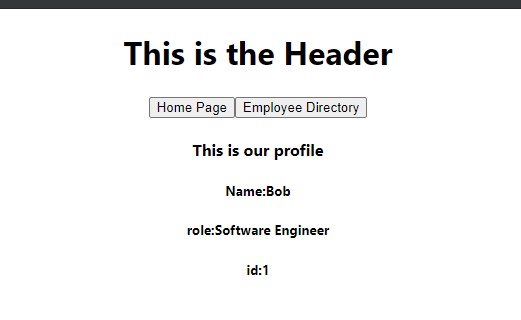 This is the Header
Home Page Employee Directory
This is our profile
Name:Bob
role:Software Engineer
id:1